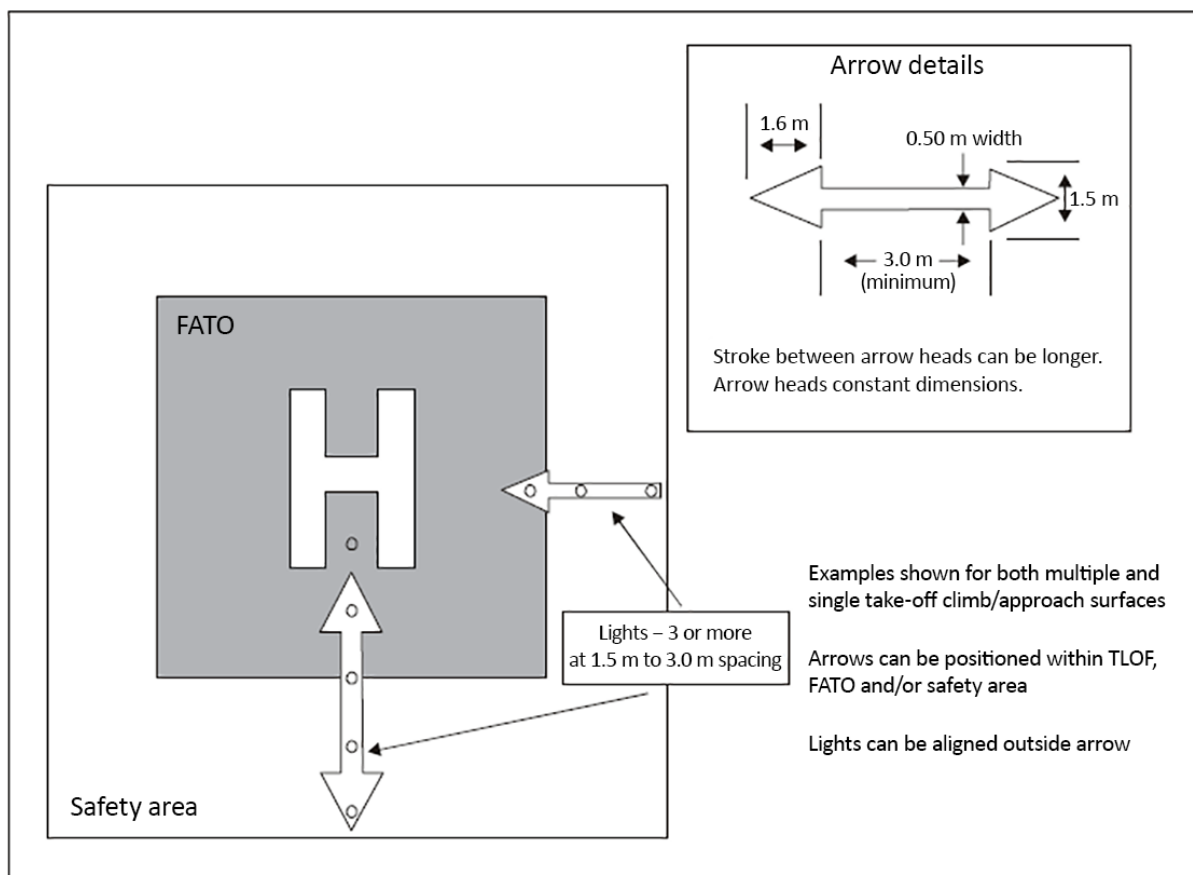 Arrow details
1.6 m
0.50 m width
1.5 m
3.0 m
(minimum)
Stroke between arrow heads can be longer.
Arrow heads constant dimensions.
FATO
H
Lights – 3 or more
at 1.5 m to 3.0 m spacing
Examples shown for both multiple and
single take-off climb/approach surfaces
Arrows can be positioned within TLOF,
FATO and/or safety area
Lights can be aligned outside arrow
Safety area